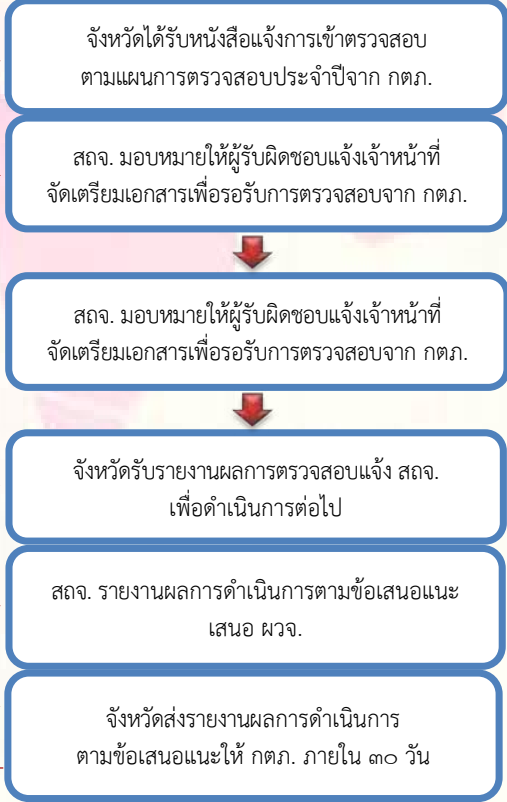 จังหวัดได้รับหนังสือแจ้งการเข้าตรวจสอบ
ตามแผนการตรวจสอบประจำปีจาก กตภ.
สถจ. มอบหมายให้ผู้รับผิดชอบแจ้งเจ้าหน้าที่
จัดเตรียมเอกสารเพื่อรอรับการตรวจสอบจาก กตภ.
สถจ. มอบหมายให้ผู้รับผิดชอบแจ้งเจ้าหน้าที่
จัดเตรียมเอกสารเพื่อรอรับการตรวจสอบจาก กตภ.
จังหวัดรับรายงานผลการตรวจสอบแจ้ง สถจ.
เพื่อดำเนินการต่อไป
สถจ. รายงานผลการดำเนินการตามข้อเสนอแนะ
เสนอ ผวจ.
จังหวัดส่งรายงานผลการดำเนินการ
ตามข้อเสนอแนะให้ กตภ. ภายใน ๓๐ วัน